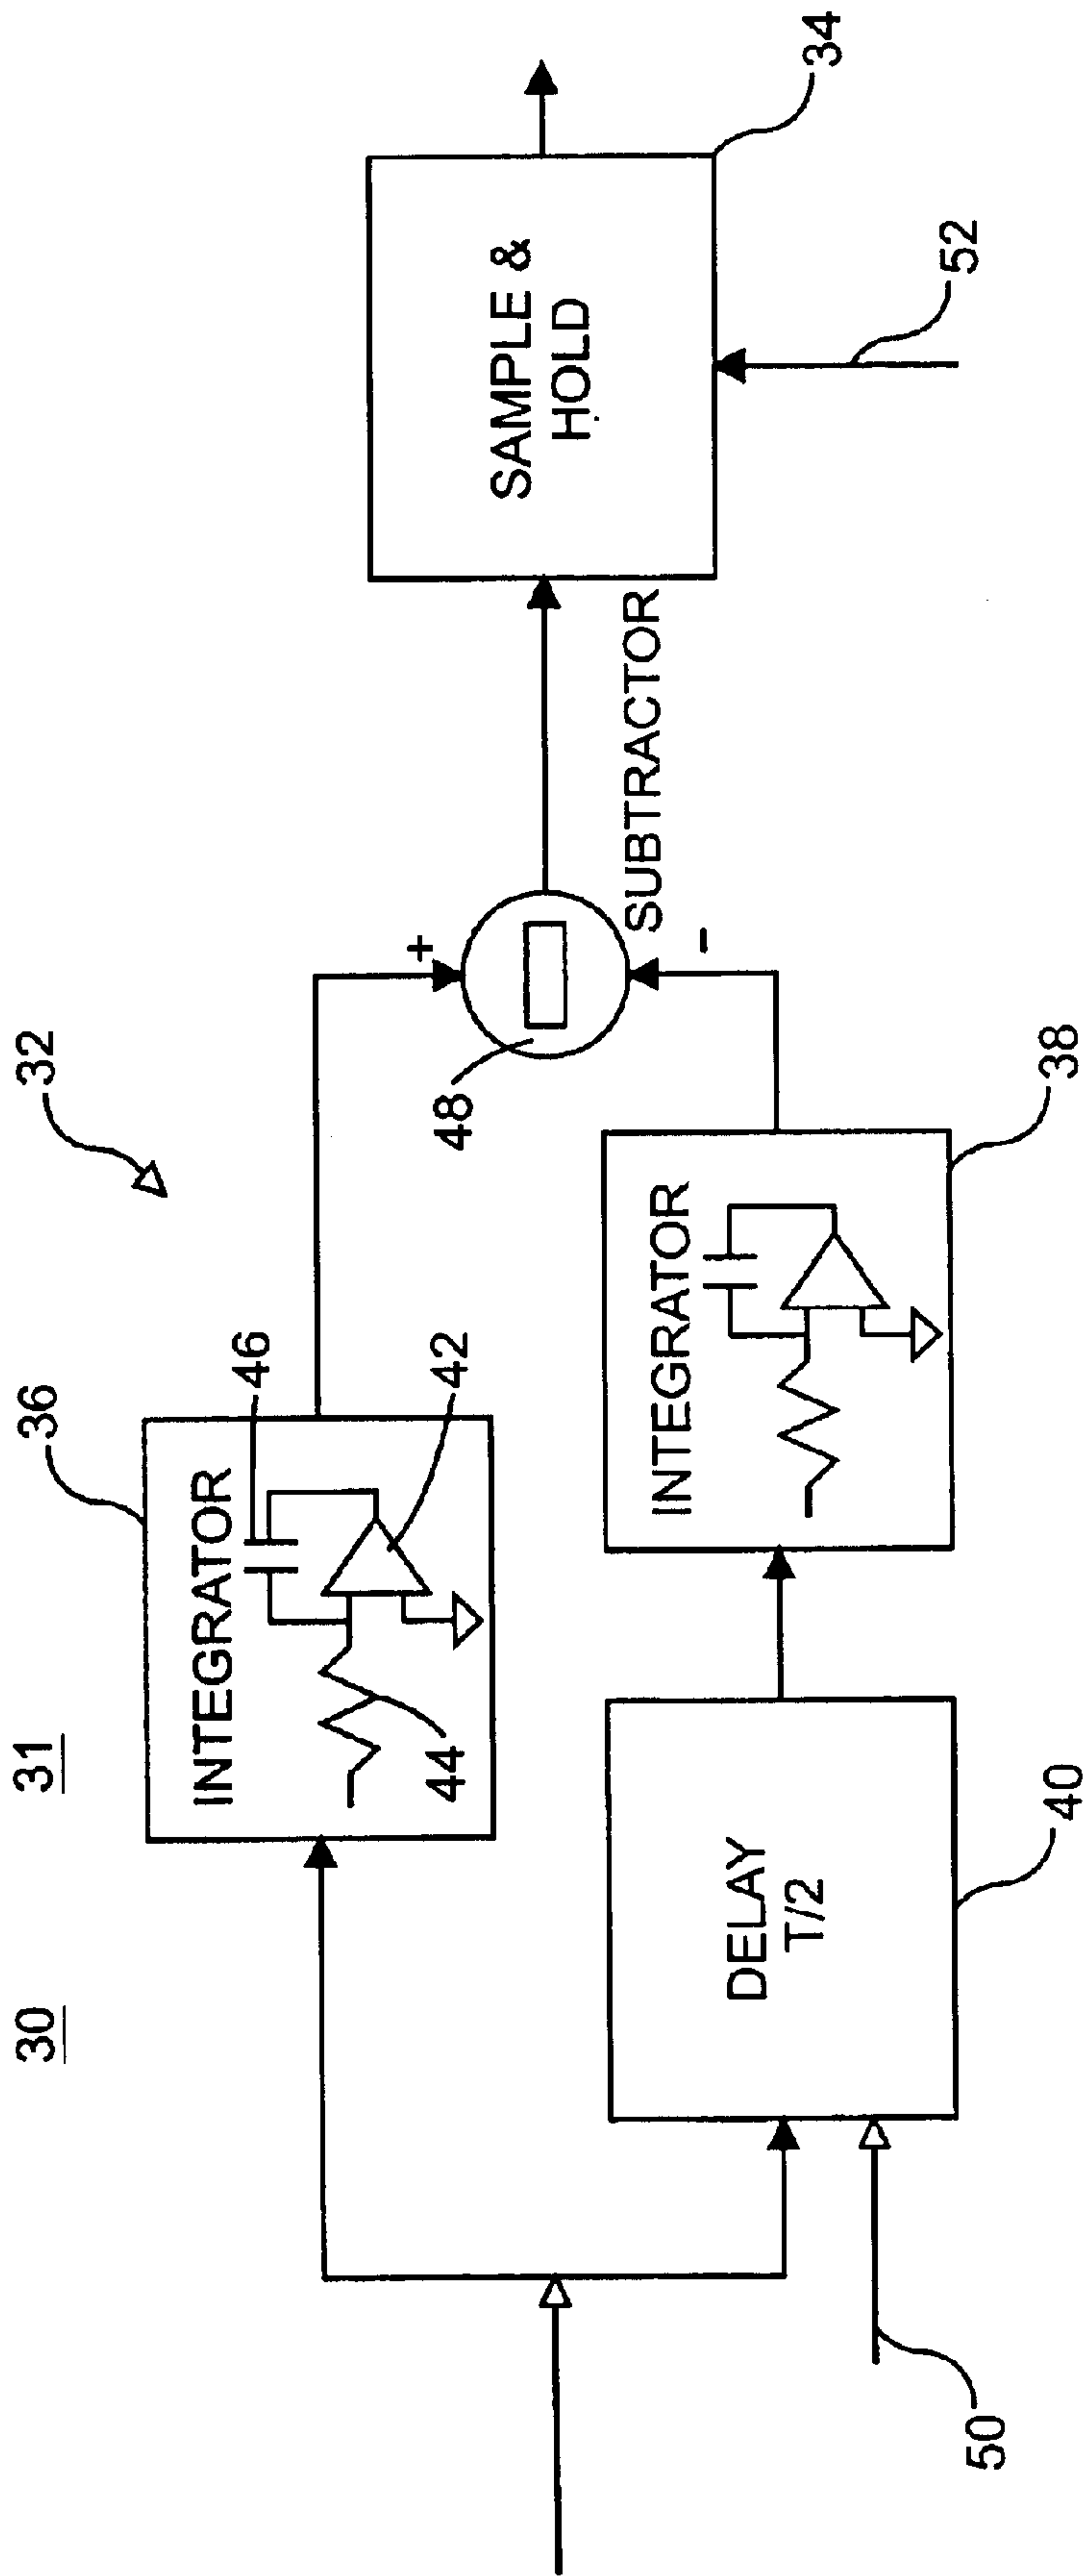 30
31
32
36
INTEGRATOR
46
42
44
+
48
SUBTRACTOR
-
SAMPLE &
HOLD
34
52
DELAY
T/2
40
INTEGRATOR
38
50